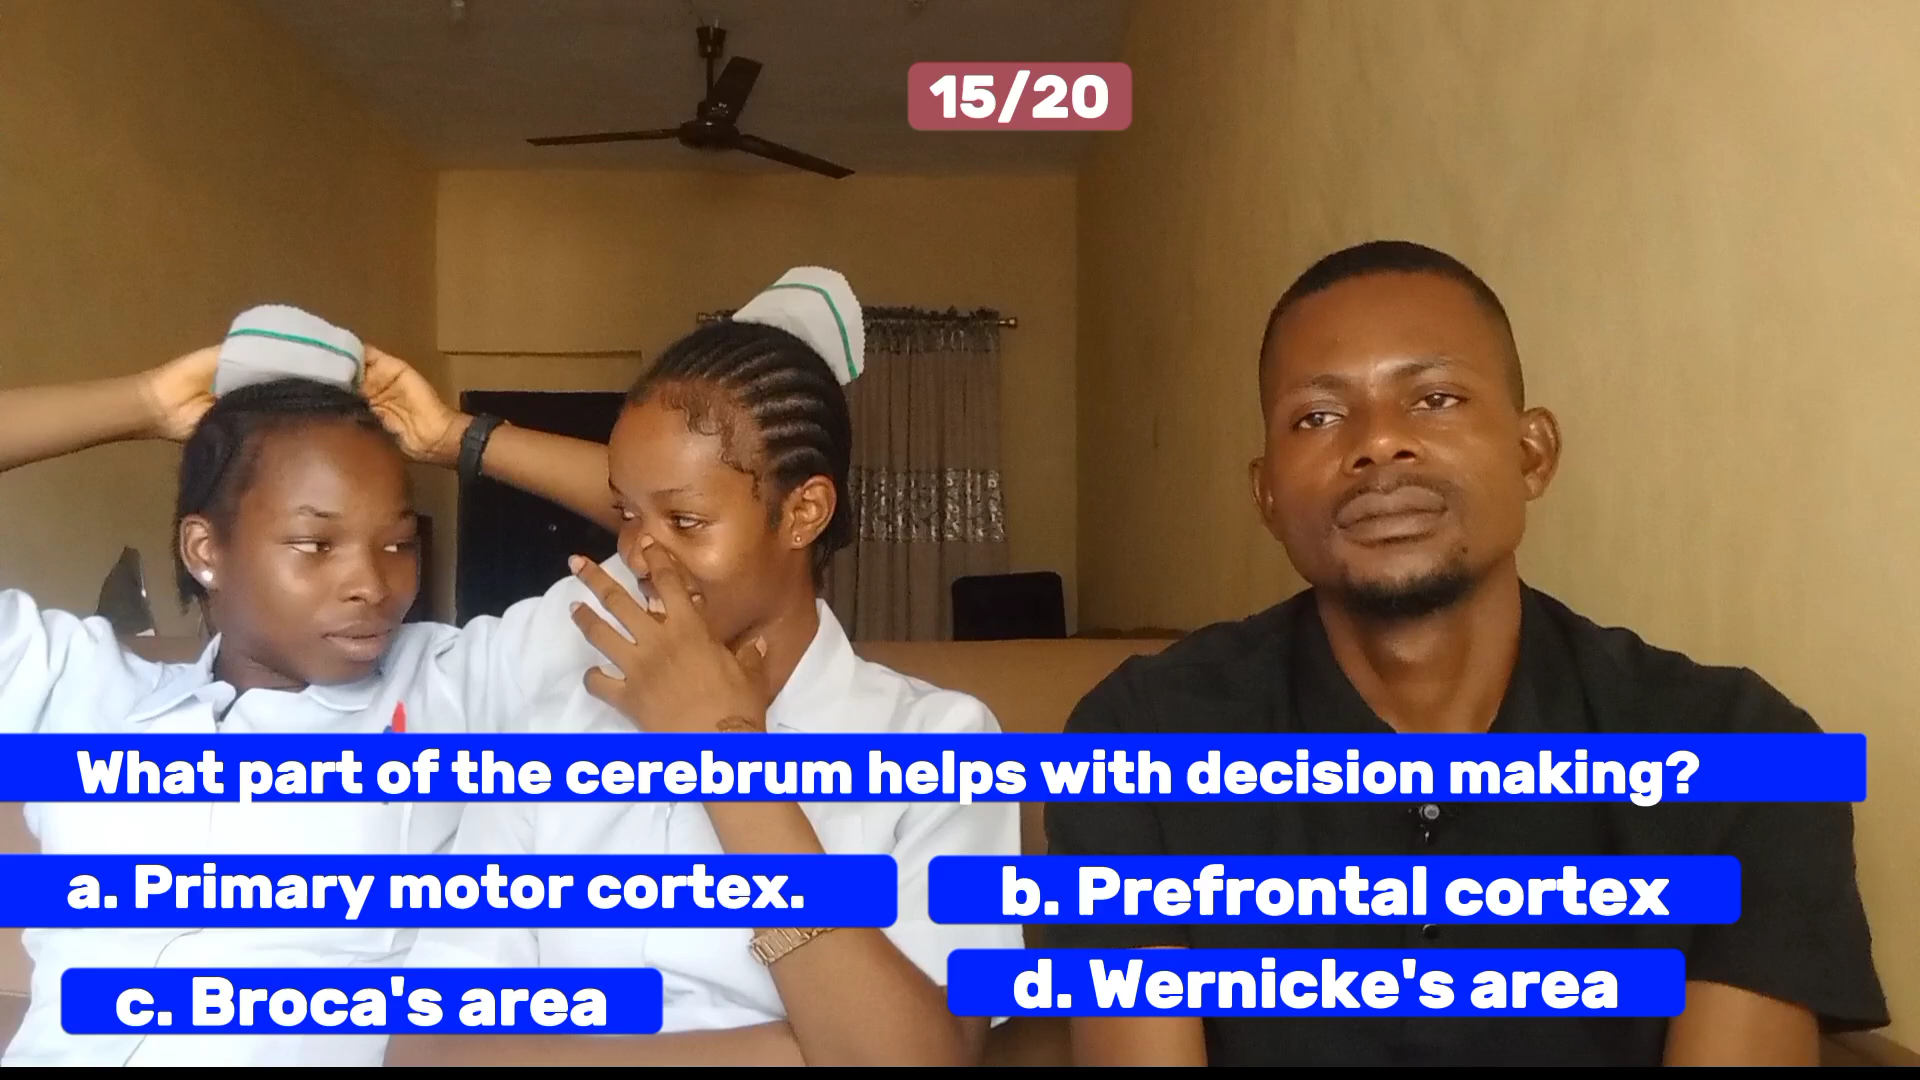 15/20
What part of the cerebrum helps with decision making?
a. Primary motor cortex.
b. Prefrontal cortex
c. Broca's area
d. Wernicke's area